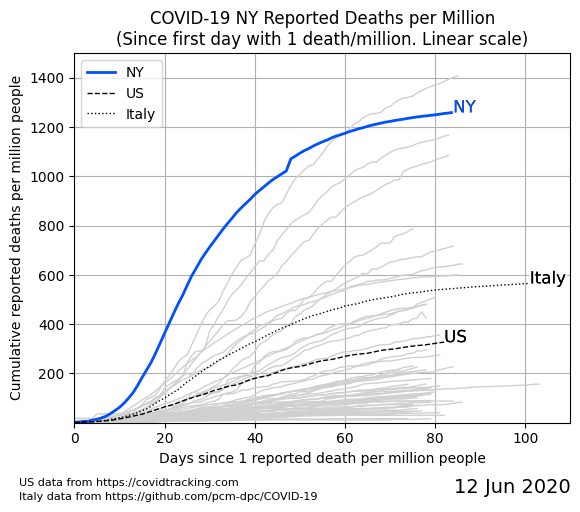 COVID-19 NY Reported Deaths per Million
(Since first day with 1 death/million. Linear scale)
Cumulative reported deaths per million people
1400
1200
1000
800
600
400
200
NY
US
Italy
NY
Italy
US
0 20 40 60 80 100
Days since 1 reported death per million people
US data from https://covidtracking.com
Italy data from https://github.com/pcm-dpc/COVID-19
12 Jun 2020